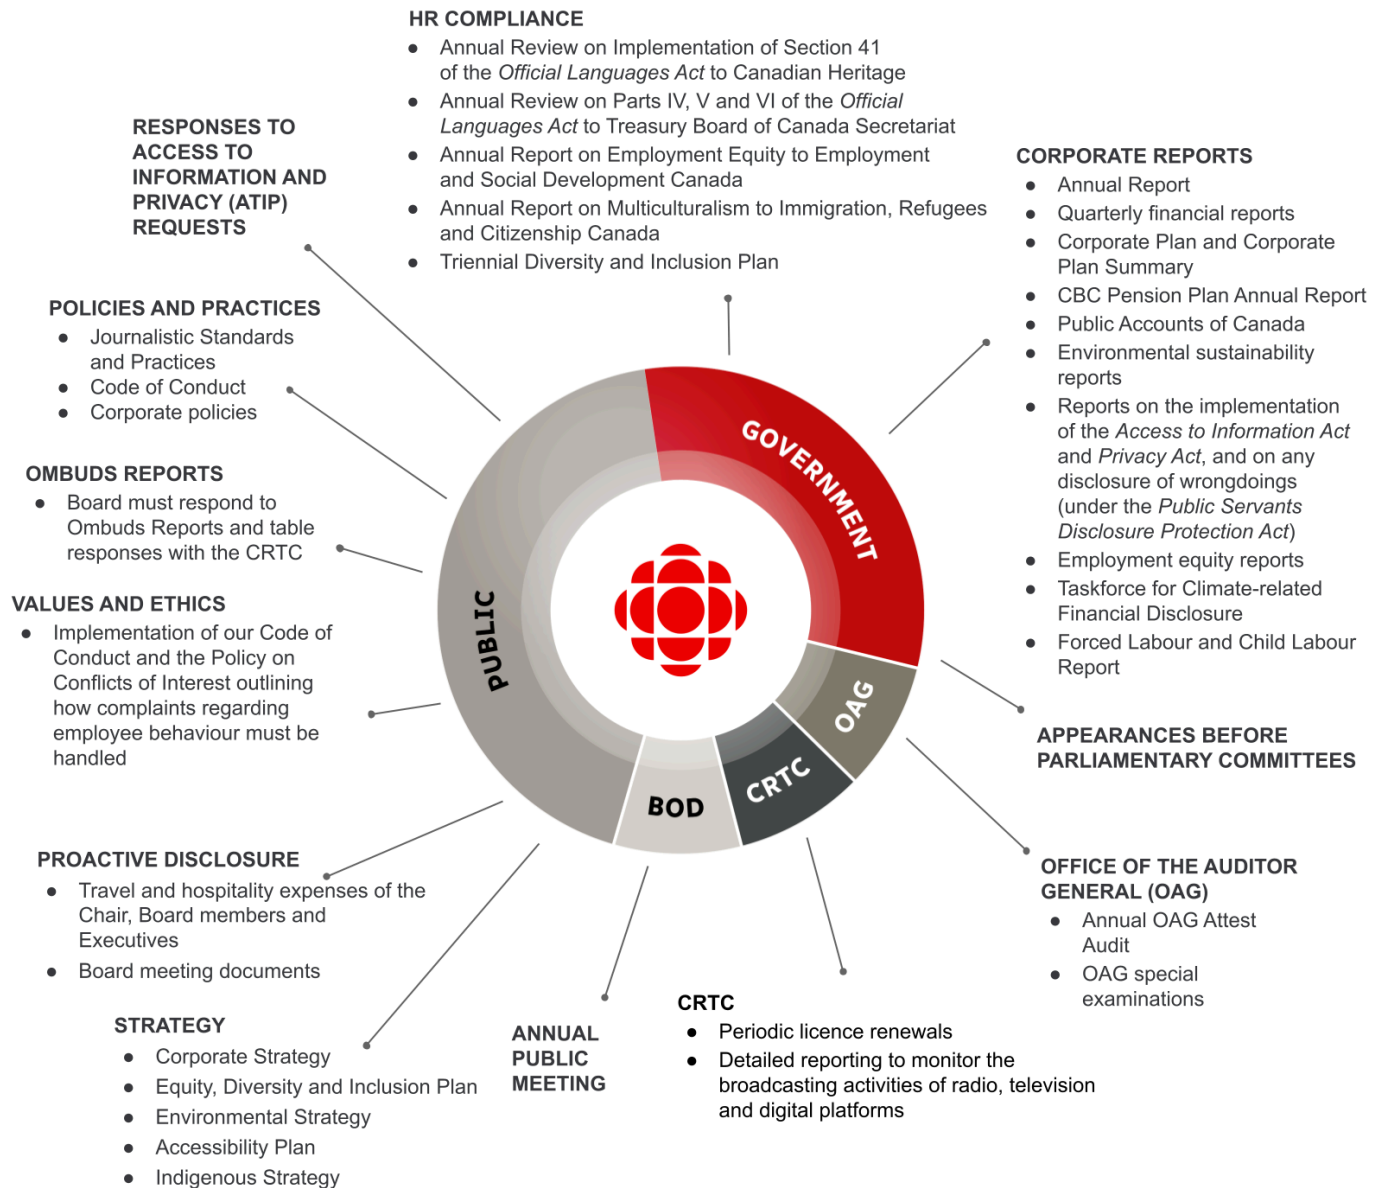 HR COMPLIANCE
● Annual Review on Implementation of Section 41
of the Official Languages Act to Canadian Heritage
● Annual Review on Parts IV, V and VI of the Official
Languages Act to Treasury Board of Canada Secretariat
● Annual Report on Employment Equity to Employment
and Social Development Canada
● Annual Report on Multiculturalism to Immigration, Refugees
and Citizenship Canada
● Triennial Diversity and Inclusion Plan
RESPONSES TO
ACCESS TO
INFORMATION AND
PRIVACY (ATIP)
REQUESTS
CORPORATE REPORTS
● Annual Report
● Quarterly financial reports
● Corporate Plan and Corporate
Plan Summary
● CBC Pension Plan Annual Report
● Public Accounts of Canada
● Environmental sustainability
reports
● Reports on the implementation
of the Access to Information Act
and Privacy Act, and on any
disclosure of wrongdoings
(under the Public Servants
Disclosure Protection Act)
● Employment equity reports
● Taskforce for Climate-related
Financial Disclosure
● Forced Labour and Child Labour
Report
POLICIES AND PRACTICES
● Journalistic Standards
and Practices
● Code of Conduct
● Corporate policies
OMBUDS REPORTS
● Board must respond to
Ombuds Reports and table
responses with the CRTC
VALUES AND ETHICS
● Implementation of our Code of
Conduct and the Policy on
Conflicts of Interest outlining
how complaints regarding
employee behaviour must be
handled
GOVERNMENT
PUBLIC
OAG
CRTC
BOD
APPEARANCES BEFORE
PARLIAMENTARY COMMITTEES
PROACTIVE DISCLOSURE
● Travel and hospitality expenses of the
Chair, Board members and
Executives
● Board meeting documents
OFFICE OF THE AUDITOR
GENERAL (OAG)
● Annual OAG Attest
Audit
● OAG special
examinations
STRATEGY
● Corporate Strategy
● Equity, Diversity and Inclusion Plan
● Environmental Strategy
● Accessibility Plan
● Indigenous Strategy
ANNUAL
PUBLIC
MEETING
CRTC
● Periodic licence renewals
● Detailed reporting to monitor the
broadcasting activities of radio, television
and digital platforms